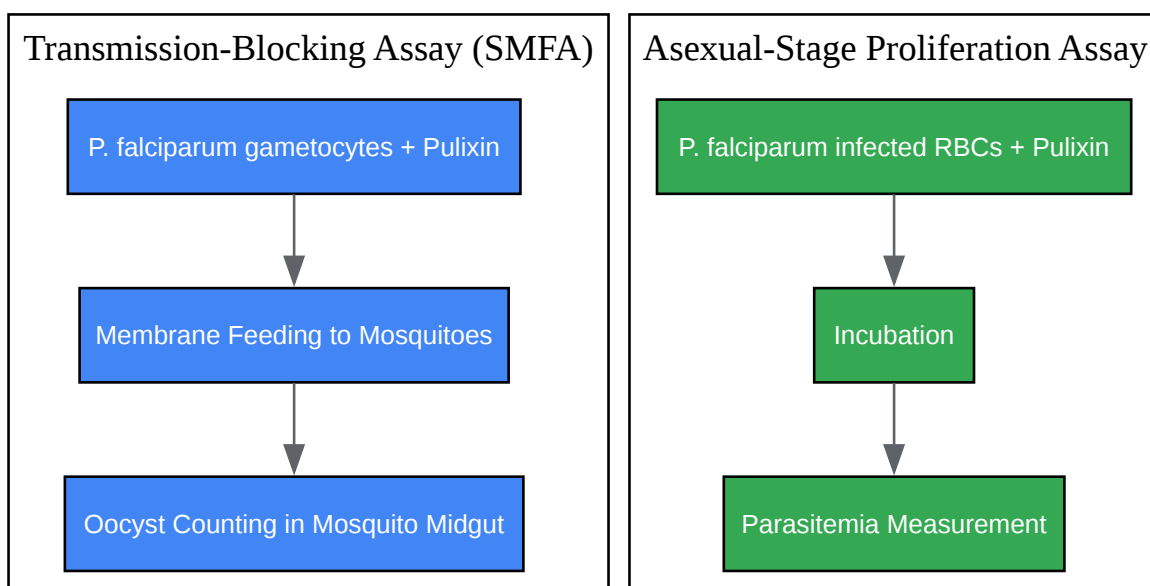 Transmission-Blocking Assay (SMFA)
P. falciparum gametocytes + Pulixin
Membrane Feeding to Mosquitoes
Oocyst Counting in Mosquito Midgut
Asexual-Stage Proliferation Assay
P. falciparum infected RBCs + Pulixin
Incubation
Parasitemia Measurement